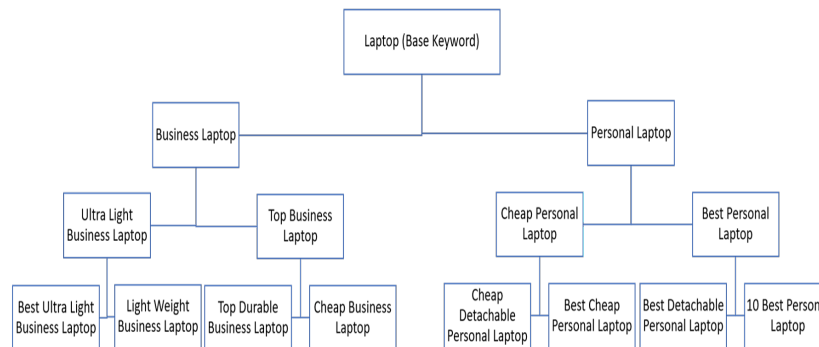 Laptop (Base Keyword)
Business Laptop
Personal Laptop
Ultra Light
Business Laptop
Top Business
Laptop
Cheap Personal
Laptop
Best Personal
Laptop
Best Ultra Light
Business Laptop
Light Weight
Business Laptop
Top Durable
Business Laptop
Cheap Business
Laptop
Cheap
Detachable
Personal Laptop
Best Cheap
Personal Laptop
Best Detachable
Personal Laptop
10 Best Person
Laptop